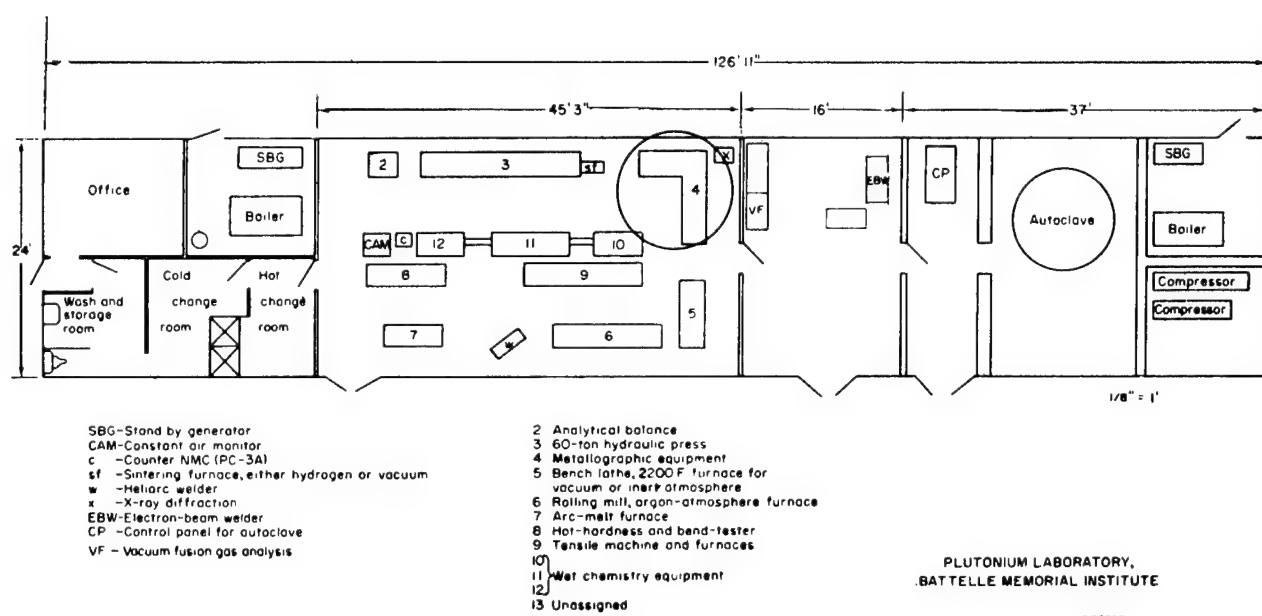 126' 11"
45' 3"
16'
37'
24'
Office
SBG
Boiler
2
3
sf
x
4
VF
EBW
CP
Autoclave
SBG
Boiler
Compressor
Compressor
CAM
c
12
11
10
8
9
5
7
w
6
Wash and
storage
room
Cold
change
room
Hot
change
room
1/8" = 1'
SBG-Stand by generator
CAM-Constant air monitor
c -Counter NMC (PC-3A)
sf -Sintering furnace, either hydrogen or vacuum
w -Heliarc welder
x -X-ray diffraction
EBW-Electron-beam welder
CP -Control panel for autoclave
VF - Vacuum fusion gas analysis
2 Analytical balance
3 60-ton hydraulic press
4 Metallographic equipment
5 Bench lathe, 2200 F furnace for
vacuum or inert atmosphere
6 Rolling mill, argon-atmosphere furnace
7 Arc-melt furnace
8 Hot-hardness and bend-tester
9 Tensile machine and furnaces
10
11 Wet chemistry equipment
12
13 Unassigned
PLUTONIUM LABORATORY,
BATTELLE MEMORIAL INSTITUTE